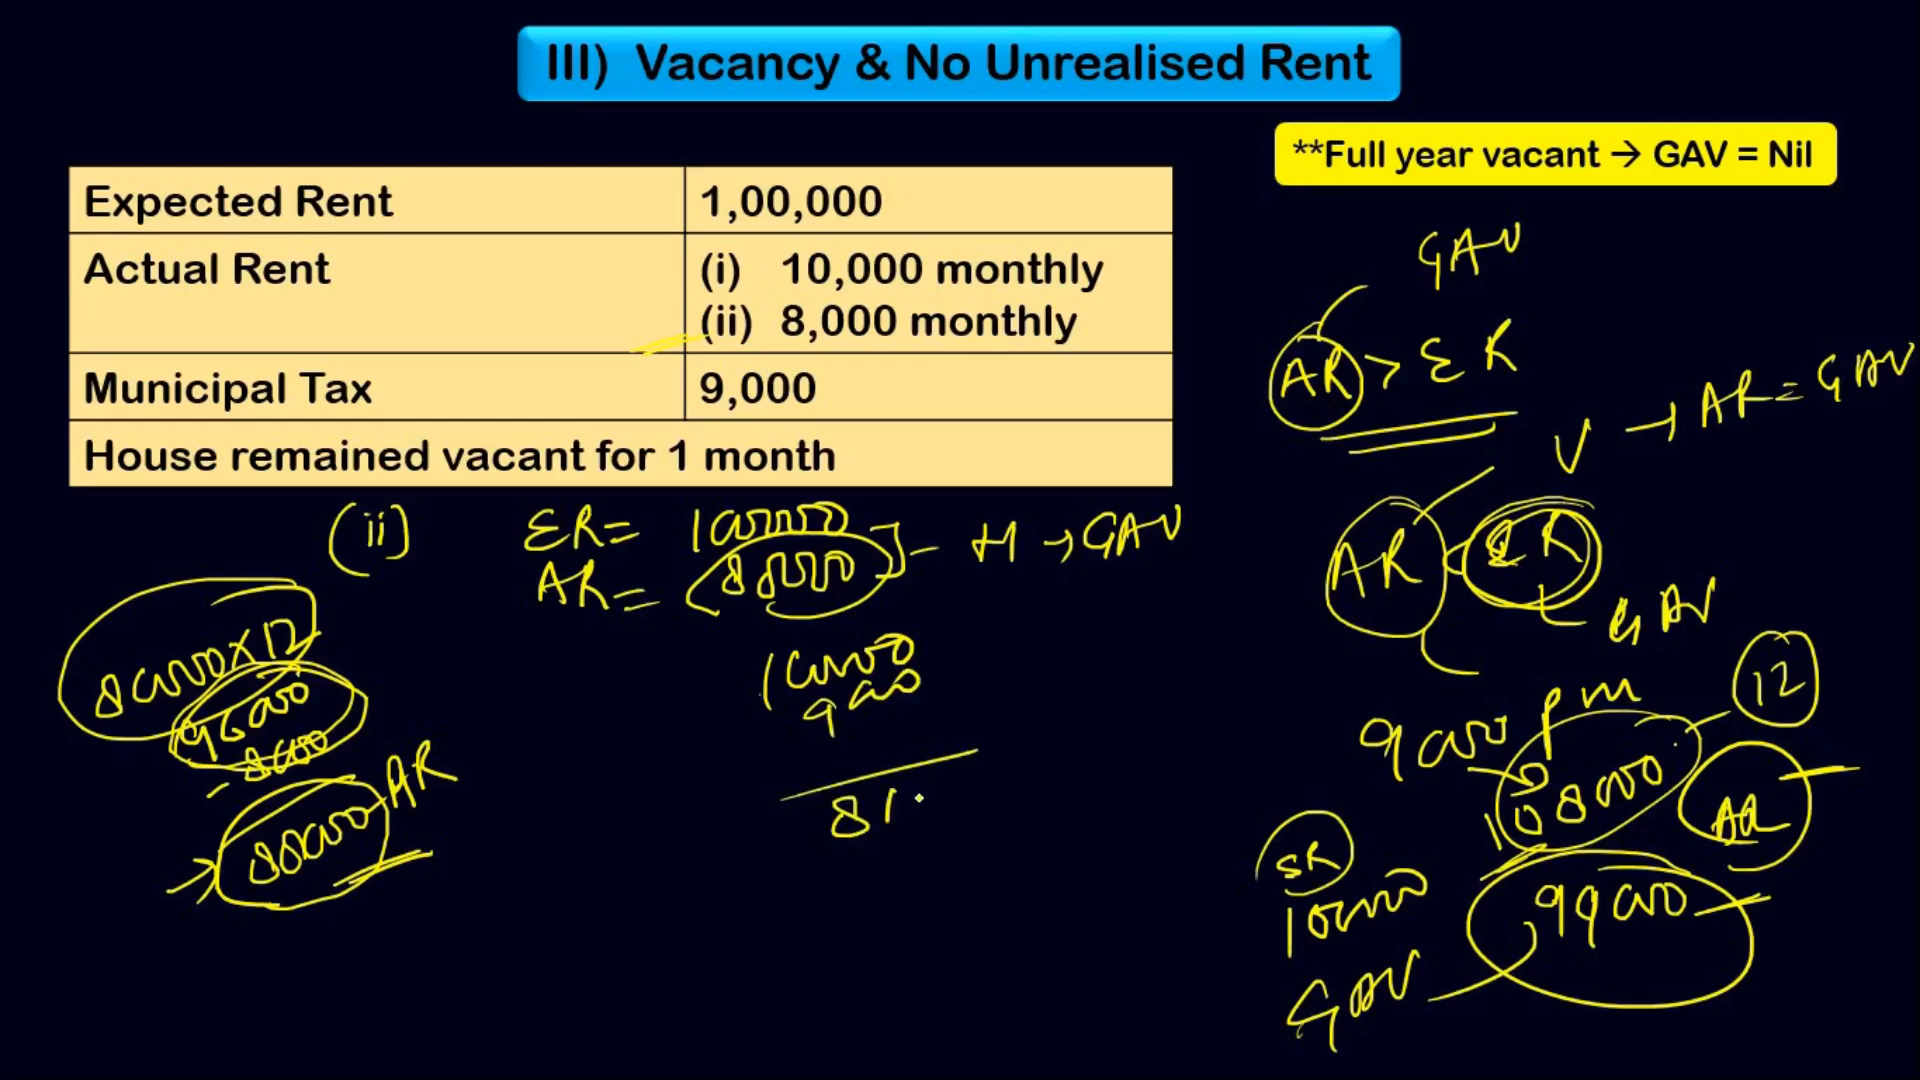 III) Vacancy & No Unrealised Rent
**Full year vacant → GAV = Nil
Expected Rent 1,00,000
Actual Rent (i) 10,000 monthly
(ii) 8,000 monthly
Municipal Tax 9,000
House remained vacant for 1 month
GAV
AR > ER
V → AR = GAV
AR < ER
GAV
(ii) ER = 100000
AR = 88000 H → GAV
8000 × 12
96000
- 8000
88000 AR
100000
9000
81
9000 pm
12
108000
AR
99000
100000
GAV